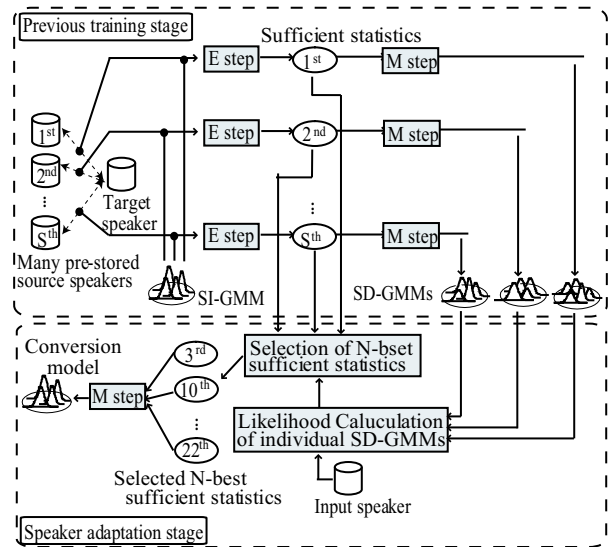 Previous training stage
Sufficient statistics
E step
1st
M step
1st
E step
2nd
M step
2nd
⋮
Target
speaker
⋮
Sth
E step
Sth
M step
Many pre-stored
source speakers
SI-GMM
SD-GMMs
Conversion
model
3rd
Selection of N-bset
sufficient statistics
M step
10th
⋮
Likelihood Caluculation
of individual SD-GMMs
22th
Selected N-best
sufficient statistics
Input speaker
Speaker adaptation stage